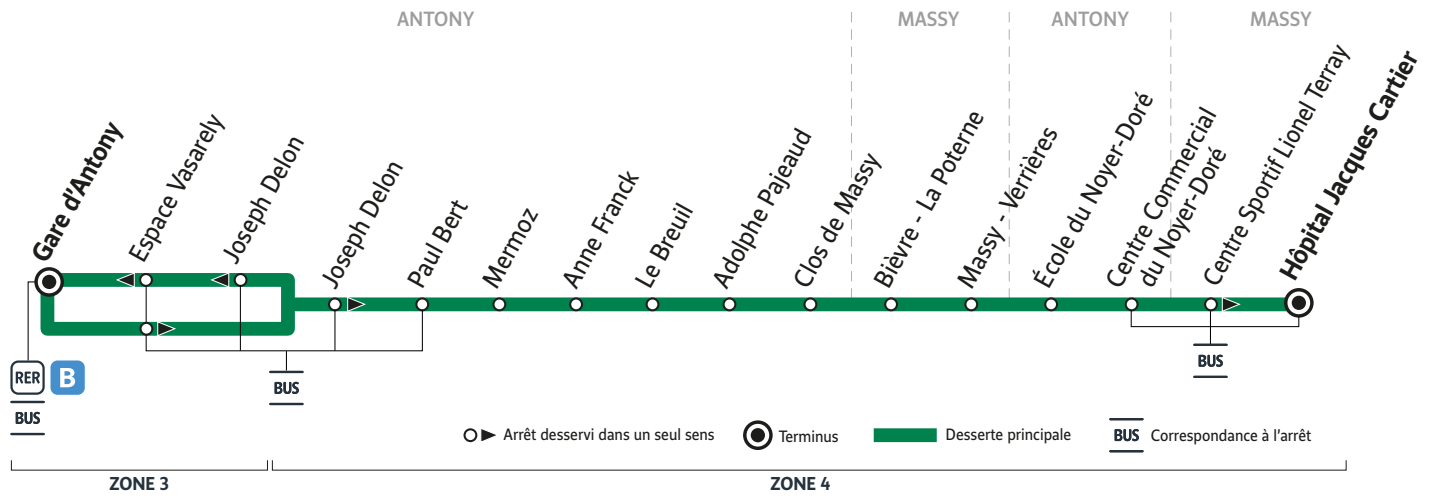 ANTONY
MASSY
ANTONY
MASSY
Gare d'Antony
Espace Vasarely
Joseph Delon
Joseph Delon
Paul Bert
Mermoz
Anne Franck
Le Breuil
Adolphe Pajeaud
Clos de Massy
Bièvre - La Poterne
Massy - Verrières
École du Noyer-Doré
Centre Commercial
du Noyer-Doré
Centre Sportif Lionel Terray
Hôpital Jacques Cartier
RER B
BUS
BUS
BUS
Arrêt desservi dans un seul sens
Terminus
Desserte principale
BUS Correspondance à l'arrêt
ZONE 3
ZONE 4